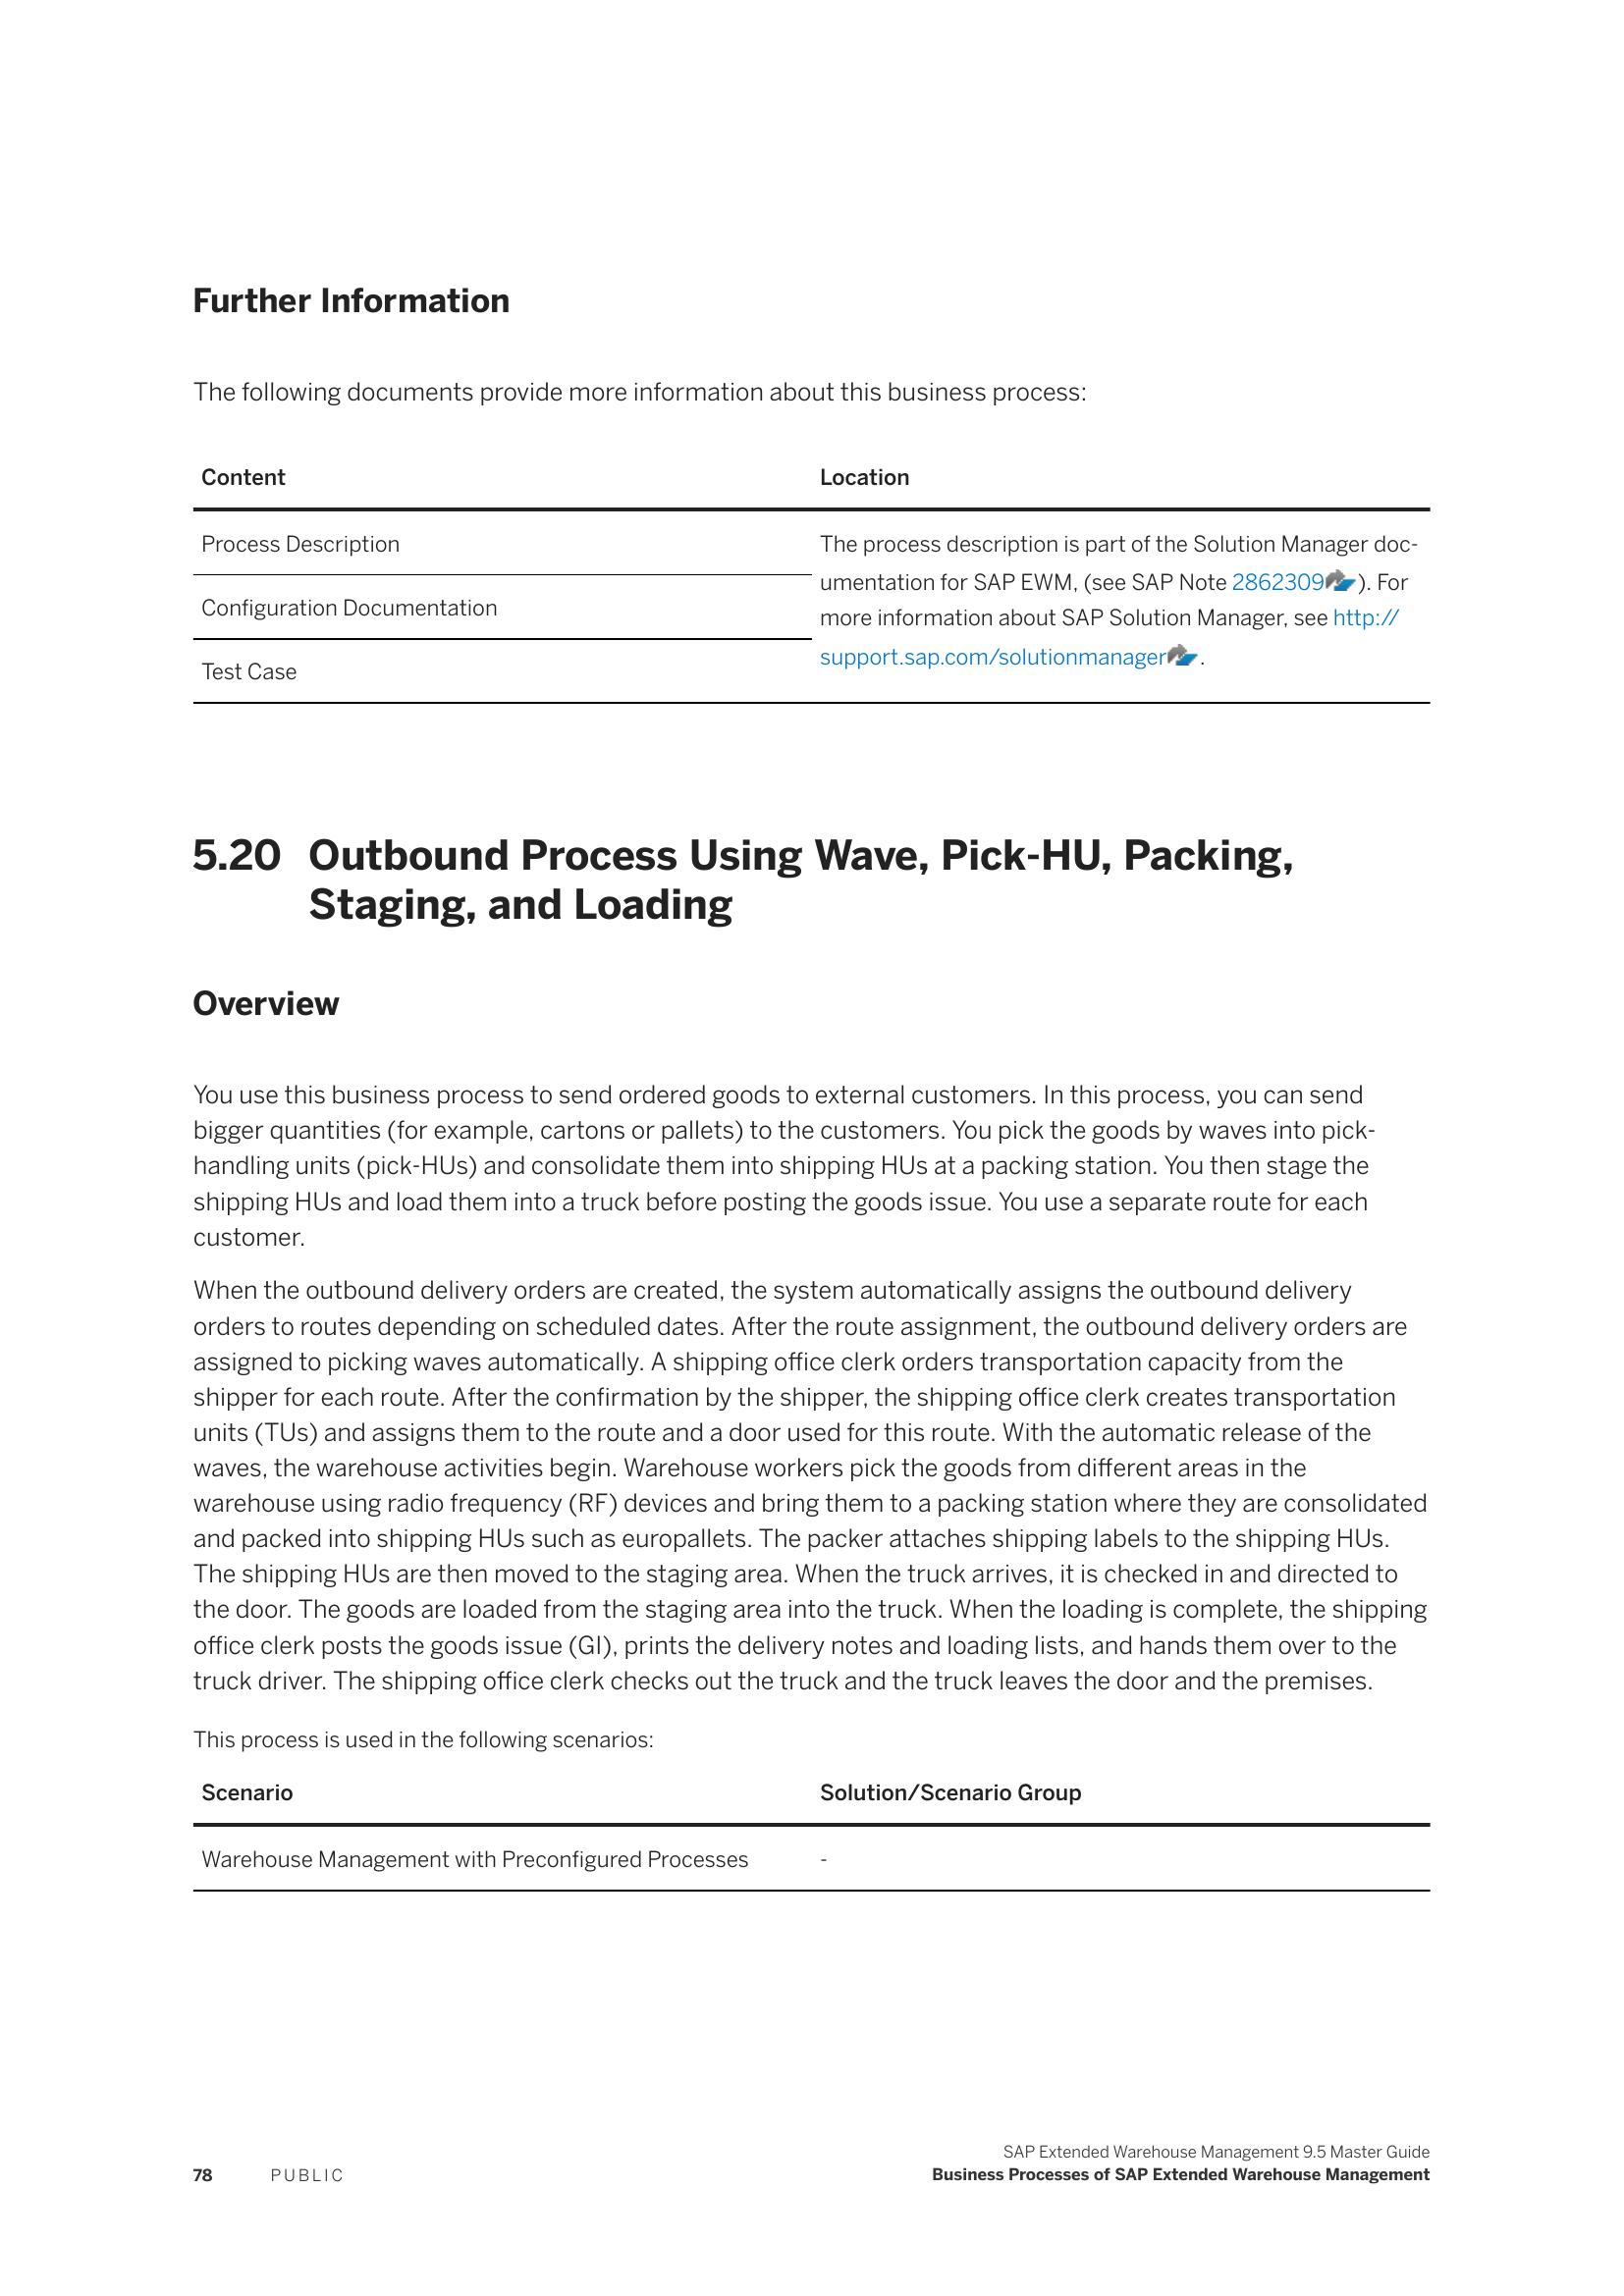 Further Information
The following documents provide more information about this business process:
Content Location
Process Description
Configuration Documentation
Test Case
The process description is part of the Solution Manager doc-
umentation for SAP EWM, (see SAP Note 2862309). For
more information about SAP Solution Manager, see http://
support.sap.com/solutionmanager .
5.20 Outbound Process Using Wave, Pick-HU, Packing,
Staging, and Loading
Overview
You use this business process to send ordered goods to external customers. In this process, you can send
bigger quantities (for example, cartons or pallets) to the customers. You pick the goods by waves into pick-
handling units (pick-HUs) and consolidate them into shipping HUs at a packing station. You then stage the
shipping HUs and load them into a truck before posting the goods issue. You use a separate route for each
customer.
When the outbound delivery orders are created, the system automatically assigns the outbound delivery
orders to routes depending on scheduled dates. After the route assignment, the outbound delivery orders are
assigned to picking waves automatically. A shipping office clerk orders transportation capacity from the
shipper for each route. After the confirmation by the shipper, the shipping office clerk creates transportation
units (TUs) and assigns them to the route and a door used for this route. With the automatic release of the
waves, the warehouse activities begin. Warehouse workers pick the goods from different areas in the
warehouse using radio frequency (RF) devices and bring them to a packing station where they are consolidated
and packed into shipping HUs such as europallets. The packer attaches shipping labels to the shipping HUs.
The shipping HUs are then moved to the staging area. When the truck arrives, it is checked in and directed to
the door. The goods are loaded from the staging area into the truck. When the loading is complete, the shipping
office clerk posts the goods issue (GI), prints the delivery notes and loading lists, and hands them over to the
truck driver. The shipping office clerk checks out the truck and the truck leaves the door and the premises.
This process is used in the following scenarios:
Scenario Solution/Scenario Group
Warehouse Management with Preconfigured Processes -
SAP Extended Warehouse Management 9.5 Master Guide
78 PUBLIC Business Processes of SAP Extended Warehouse Management